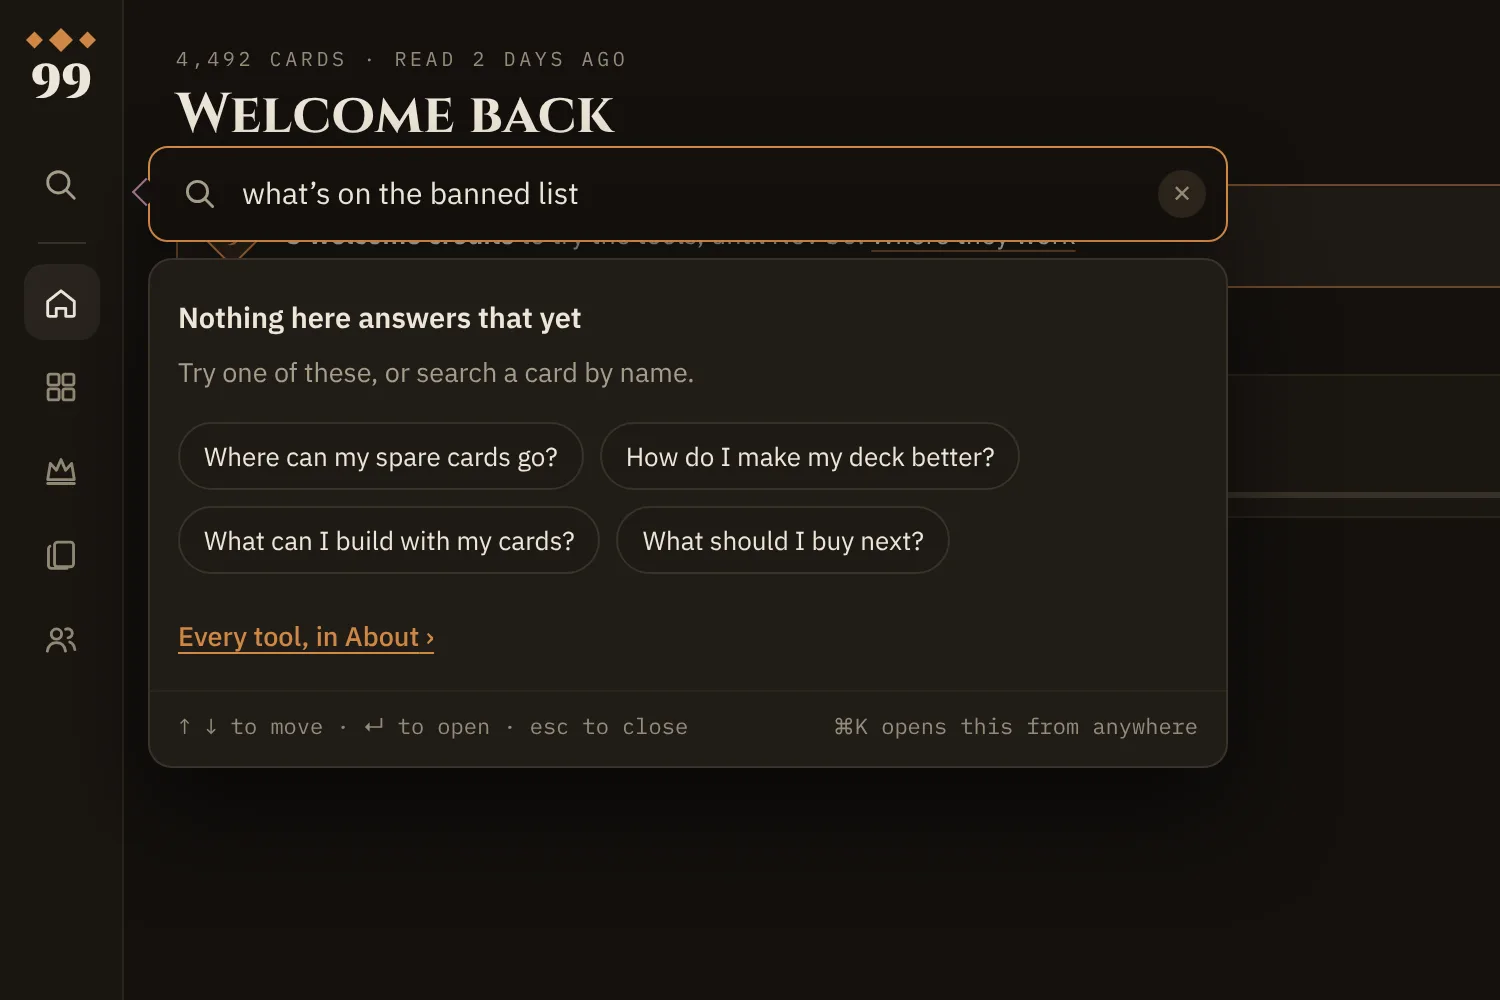 99
4,492 CARDS · READ 2 DAYS AGO
WELCOME BACK
what’s on the banned list
Nothing here answers that yet
Try one of these, or search a card by name.
Where can my spare cards go?
How do I make my deck better?
What can I build with my cards?
What should I buy next?
Every tool, in About ›
↑ ↓ to move · ↵ to open · esc to close
⌘K opens this from anywhere